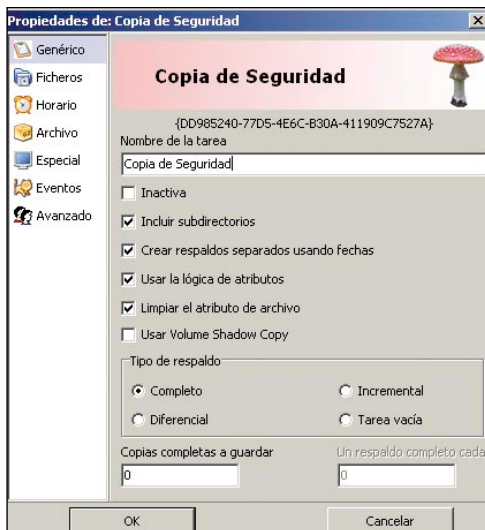 Propiedades de: Copia de Seguridad
Genérico
Ficheros
Horario
Archivo
Especial
Eventos
Avanzado
Copia de Seguridad
{DD985240-77D5-4E6C-B30A-411909C7527A}
Nombre de la tarea
Copia de Seguridad
Inactiva
Incluir subdirectorios
Crear respaldos separados usando fechas
Usar la lógica de atributos
Limpiar el atributo de archivo
Usar Volume Shadow Copy
Tipo de respaldo
Completo
Incremental
Diferencial
Tarea vacía
Copias completas a guardar
Un respaldo completo cada
0
0
OK
Cancelar